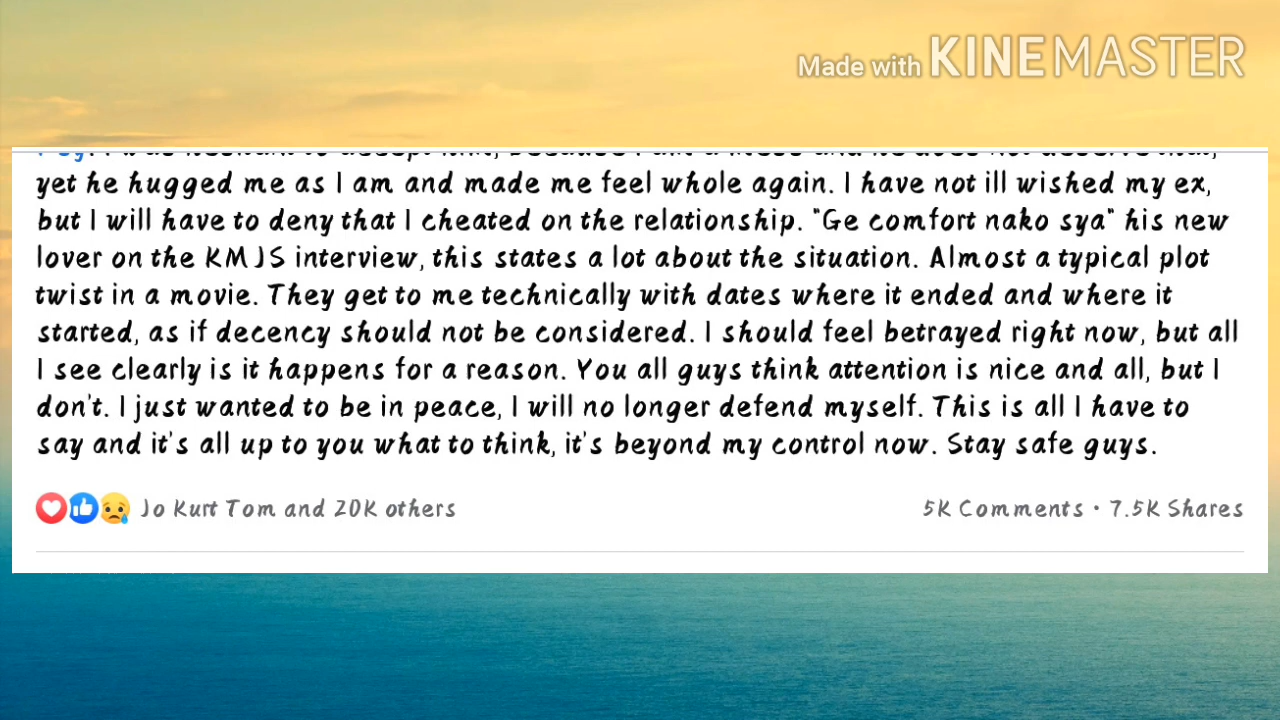 Made with KINEMASTER
yet he hugged me as I am and made me feel whole again. I have not ill wished my ex,
but I will have to deny that I cheated on the relationship. "Ge comfort nako sya" his new
lover on the KMJS interview, this states a lot about the situation. Almost a typical plot
twist in a movie. They get to me technically with dates where it ended and where it
started, as if decency should not be considered. I should feel betrayed right now, but all
I see clearly is it happens for a reason. You all guys think attention is nice and all, but I
don't. I just wanted to be in peace, I will no longer defend myself. This is all I have to
say and it's all up to you what to think, it's beyond my control now. Stay safe guys.
Jo Kurt Tom and 20K others
5K Comments • 7.5K Shares